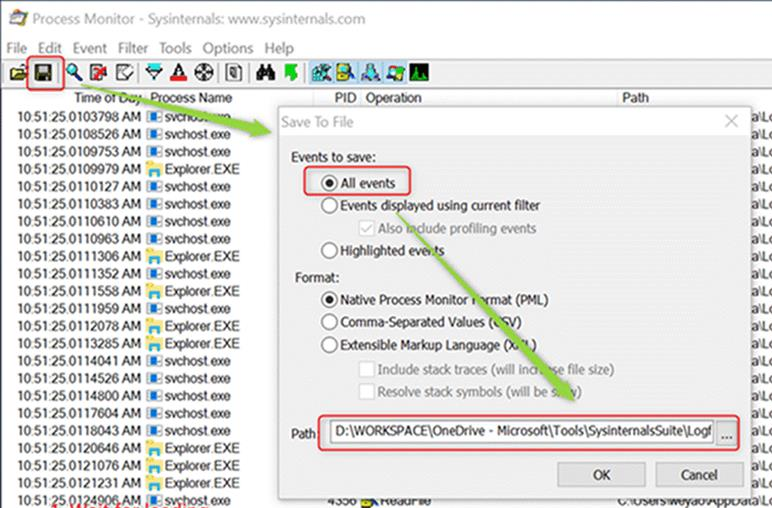 Process Monitor - Sysinternals: www.sysinternals.com
File Edit Event Filter Tools Options Help
Time of Day Process Name PID Operation Path
10:51:25.0103798 AM svchost.exe
10:51:25.0108526 AM svchost.exe
10:51:25.0109753 AM svchost.exe
10:51:25.0109979 AM Explorer.EXE
10:51:25.0110127 AM svchost.exe
10:51:25.0110383 AM svchost.exe
10:51:25.0110610 AM svchost.exe
10:51:25.0110963 AM svchost.exe
10:51:25.0111306 AM Explorer.EXE
10:51:25.0111352 AM svchost.exe
10:51:25.0111558 AM Explorer.EXE
10:51:25.0111959 AM svchost.exe
10:51:25.0112078 AM Explorer.EXE
10:51:25.0113285 AM Explorer.EXE
10:51:25.0114041 AM svchost.exe
10:51:25.0114526 AM svchost.exe
10:51:25.0114800 AM svchost.exe
10:51:25.0117604 AM svchost.exe
10:51:25.0118043 AM svchost.exe
10:51:25.0120646 AM Explorer.EXE
10:51:25.0121076 AM Explorer.EXE
10:51:25.0121231 AM Explorer.EXE
10:51:25.0124906 AM svchost.exe 4356 ReadFile
Save To File
Events to save:
All events
Events displayed using current filter
Also include profiling events
Highlighted events
Format:
Native Process Monitor Format (PML)
Comma-Separated Values (CSV)
Extensible Markup Language (XML)
Include stack traces (will increase file size)
Resolve stack symbols (will be slow)
Path: D:\WORKSPACE\OneDrive - Microsoft\Tools\SysinternalsSuite\Logf ...
OK Cancel